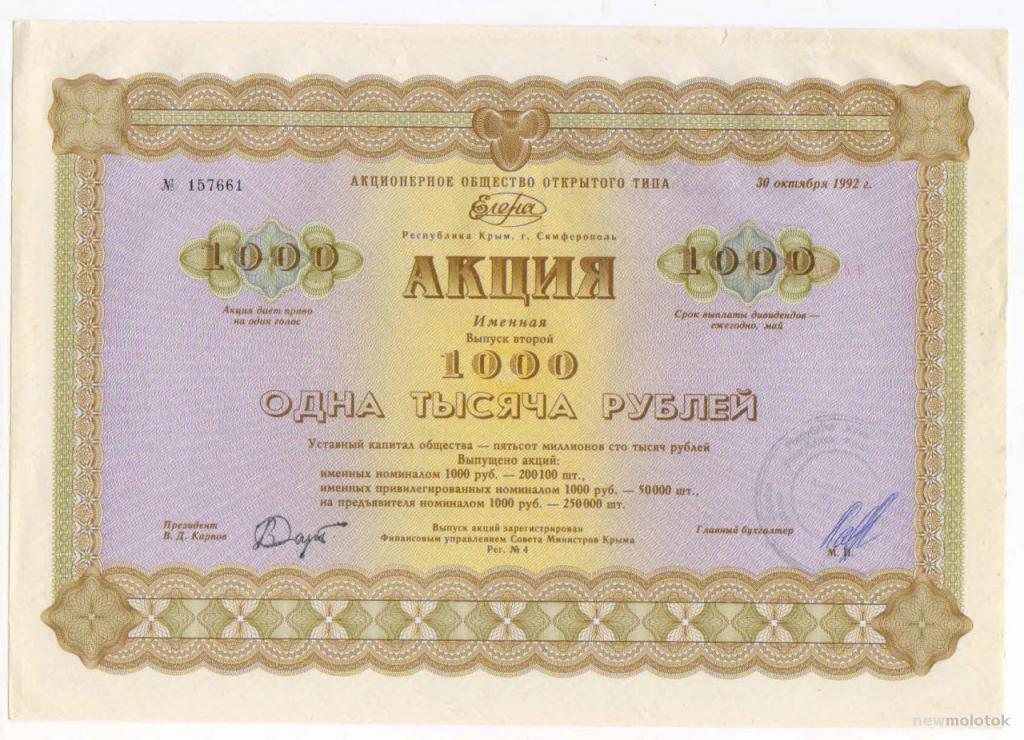 № 157661
АКЦИОНЕРНОЕ ОБЩЕСТВО ОТКРЫТОГО ТИПА
30 октября 1992 г.
Елена
Республика Крым, г. Симферополь
1000
АКЦИЯ
1000
Акция дает право
на один голос
Именная
Срок выплаты дивидендов —
ежегодно, май
Выпуск второй
1000
ОДНА ТЫСЯЧА РУБЛЕЙ
Уставный капитал общества — пятьсот миллионов сто тысяч рублей
Выпущено акций:
именных номиналом 1000 руб. — 200100 шт.,
именных привилегированных номиналом 1000 руб. — 50000 шт.,
на предъявителя номиналом 1000 руб. — 250000 шт.
Президент
В. Д. Карпов
Выпуск акций зарегистрирован
Финансовым управлением Совета Министров Крыма
Рег. № 4
Главный бухгалтер
М. П.
newmolotok